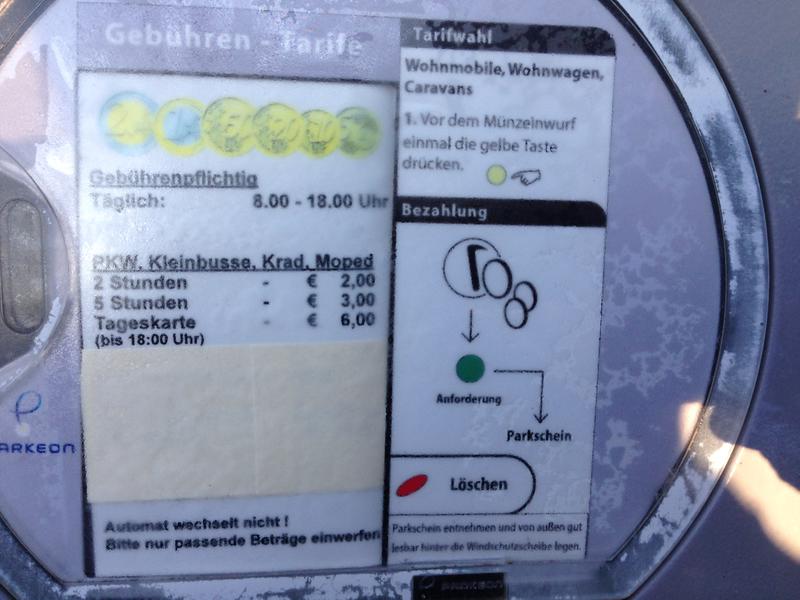 Gebühren - Tarife
Gebührenpflichtig
Täglich: 8.00 - 18.00 Uhr
PKW, Kleinbusse, Krad, Moped
2 Stunden - € 2,00
5 Stunden - € 3,00
Tageskarte - € 6,00
(bis 18:00 Uhr)
Automat wechselt nicht !
Bitte nur passende Beträge einwerfen
Tarifwahl
Wohnmobile, Wohnwagen,
Caravans
1. Vor dem Münzeinwurf
einmal die gelbe Taste
drücken.
Bezahlung
Anforderung
Parkschein
Löschen
Parkschein entnehmen und von außen gut
lesbar hinter die Windschutzscheibe legen.
ARKEON
PARKEON